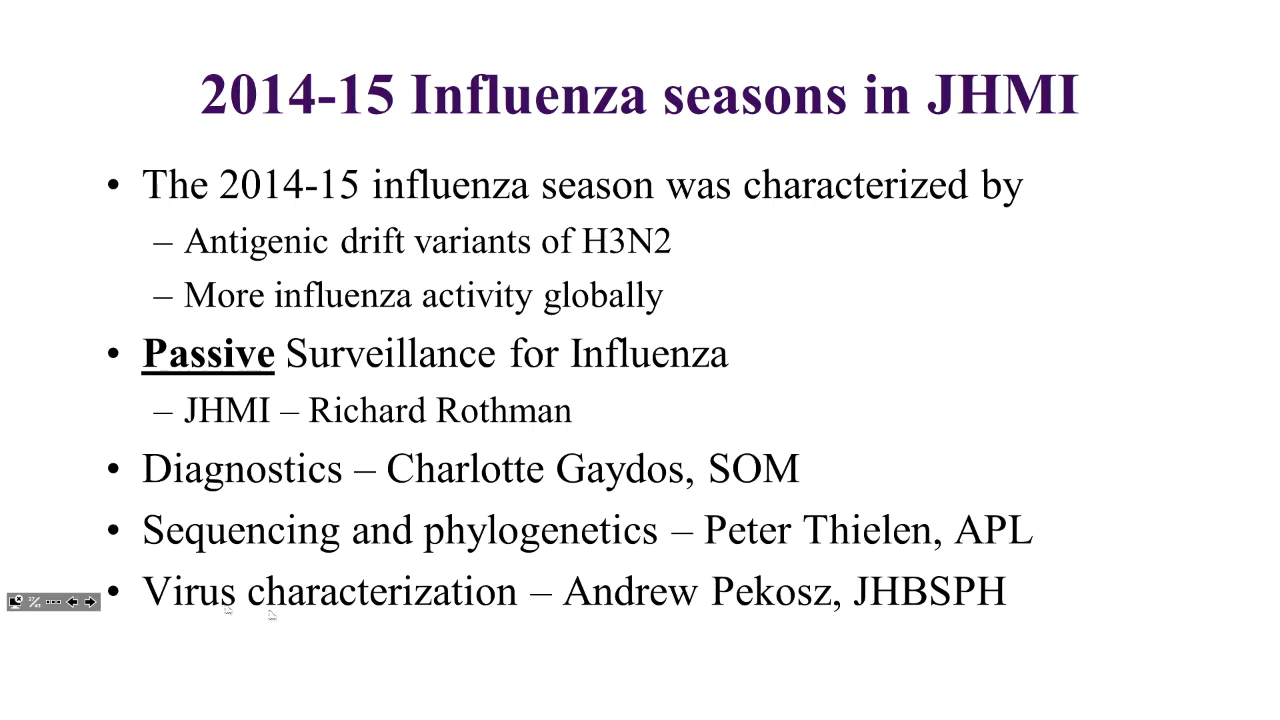 2014-15 Influenza seasons in JHMI
• The 2014-15 influenza season was characterized by
– Antigenic drift variants of H3N2
– More influenza activity globally
• Passive Surveillance for Influenza
– JHMI – Richard Rothman
• Diagnostics – Charlotte Gaydos, SOM
• Sequencing and phylogenetics – Peter Thielen, APL
• Virus characterization – Andrew Pekosz, JHBSPH